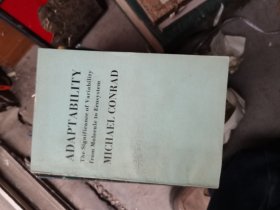 ADAPTABILITY
The Significance of Variability
from Molecule to Ecosystem
MICHAEL CONRAD